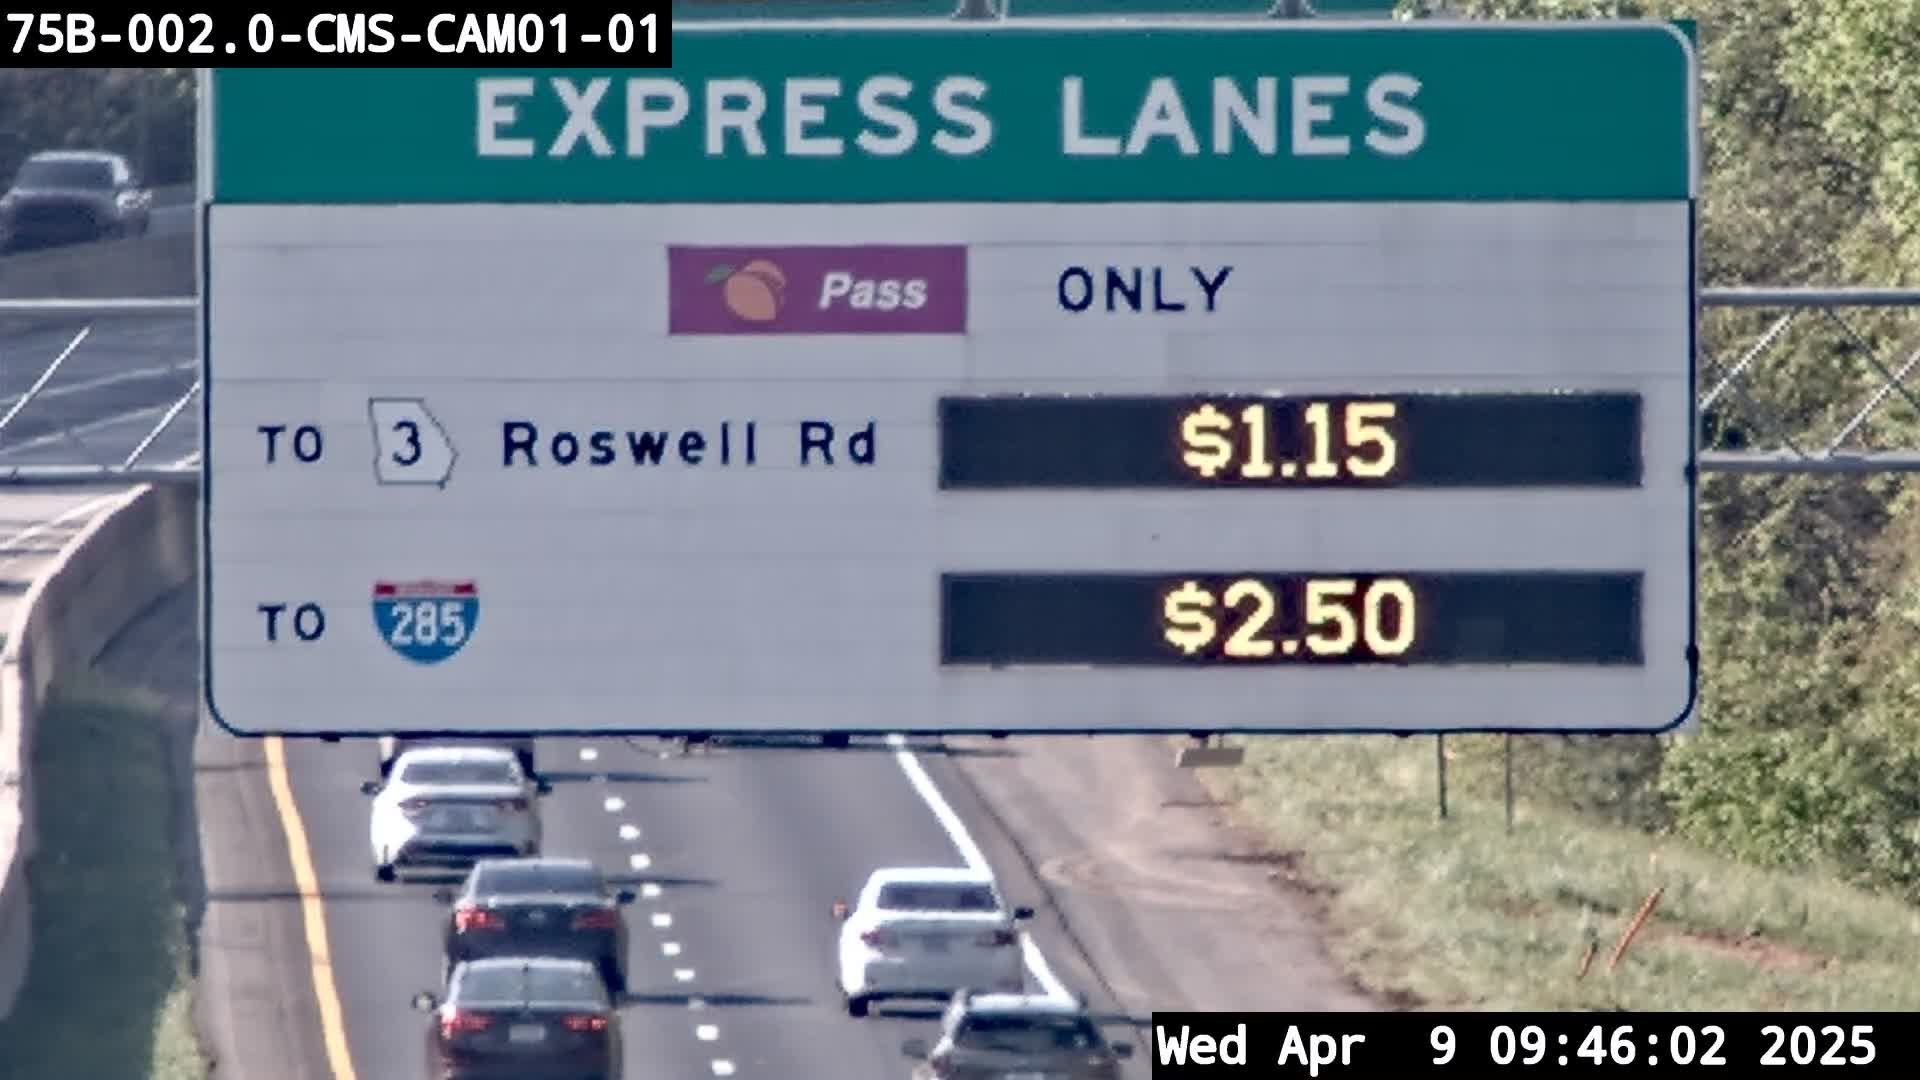 75B-002.0-CMS-CAM01-01
EXPRESS LANES
Pass ONLY
TO 3 Roswell Rd $1.15
TO 285 $2.50
Wed Apr 9 09:46:02 2025